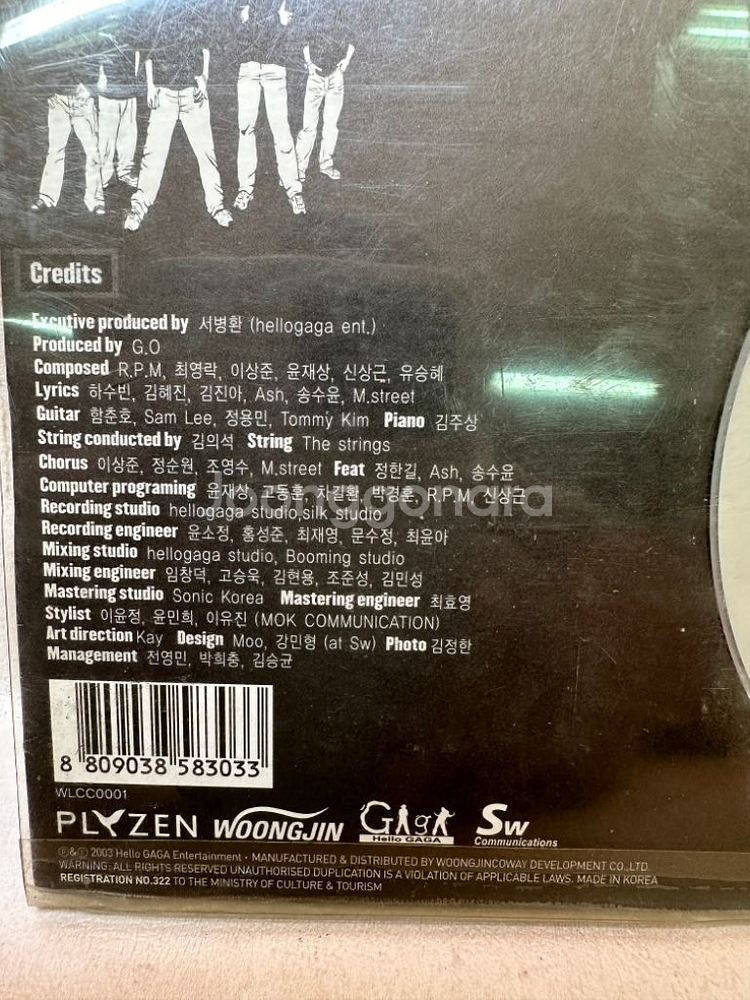 Credits
Excutive produced by 서병환 (hellogaga ent.)
Produced by G.O
Composed R.P.M, 최영락, 이상준, 윤재상, 신상근, 유승혜
Lyrics 하수빈, 김혜진, 김진아, Ash, 송수윤, M.street
Guitar 함춘호, Sam Lee, 정용민, Tommy Kim Piano 김주상
String conducted by 김의석 String The strings
Chorus 이상준, 정순원, 조영수, M.street Feat 정한길, Ash, 송수윤
Computer programing 윤재상, 고동훈, 차길환, 박경훈, R.P.M, 신상근
Recording studio hellogaga studio,silk studio
Recording engineer 윤소정, 홍성준, 최재영, 문수정, 최윤아
Mixing studio hellogaga studio, Booming studio
Mixing engineer 임창덕, 고승욱, 김현용, 조준성, 김민성
Mastering studio Sonic Korea Mastering engineer 최효영
Stylist 이윤정, 윤민희, 이유진 (MOK COMMUNICATION)
Art direction Kay Design Moo, 강민형 (at Sw) Photo 김정한
Management 전영민, 박희충, 김승균
8 809038 583033
WLCC0001
PLYZEN WOONGJIN GAgA Hello GAGA Sw Communications
℗&© 2003 Hello GAGA Entertainment · MANUFACTURED & DISTRIBUTED BY WOONGJINCOWAY DEVELOPMENT CO.,LTD.
WARNING: ALL RIGHTS RESERVED UNAUTHORISED DUPLICATION IS A VIOLATION OF APPLICABLE LAWS. MADE IN KOREA
REGISTRATION NO.322 TO THE MINISTRY OF CULTURE & TOURISM